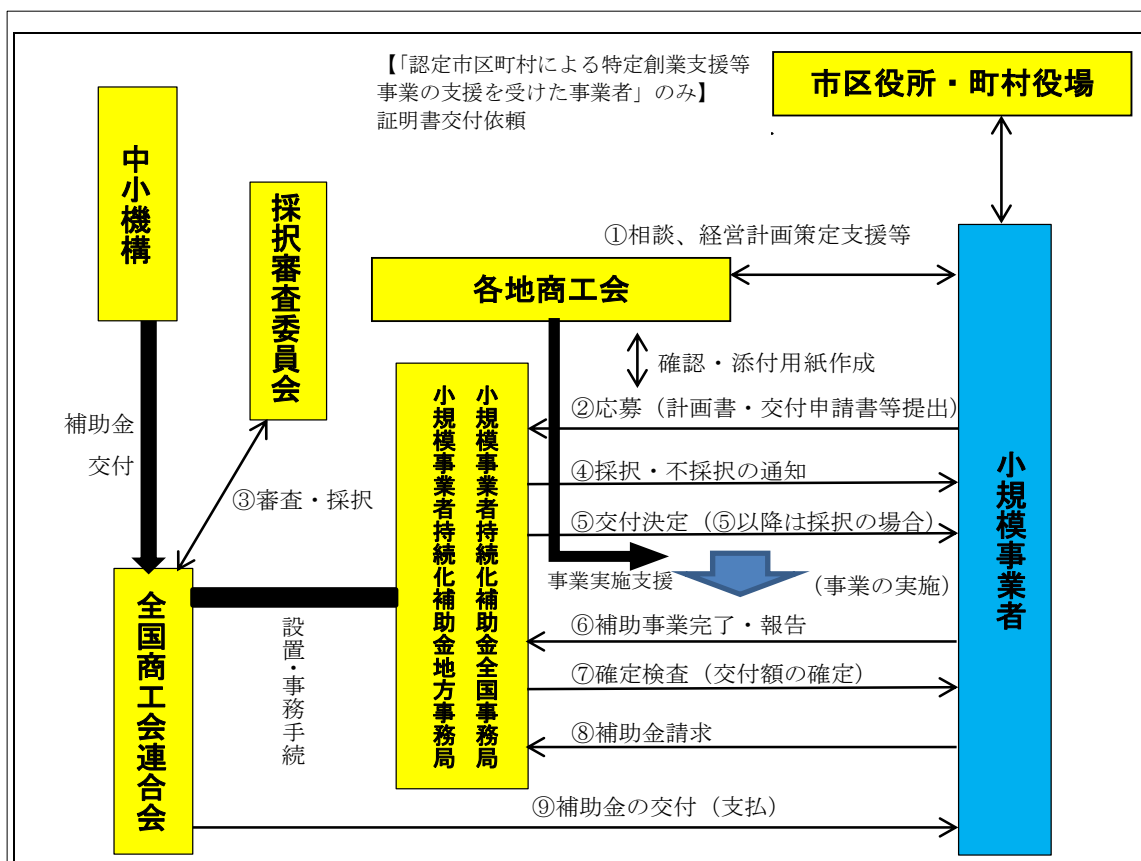 【「認定市区町村による特定創業支援等
事業の支援を受けた事業者」のみ】
証明書交付依頼
市区役所・町村役場
中小機構
採択審査委員会
①相談、経営計画策定支援等
各地商工会
確認・添付用紙作成
補助金
交付
②応募（計画書・交付申請書等提出）
③審査・採択
④採択・不採択の通知
⑤交付決定（⑤以降は採択の場合）
事業実施支援
（事業の実施）
小規模事業者持続化補助金全国事務局
小規模事業者持続化補助金地方事務局
小規模事業者
全国商工会連合会
設置・事務手続
⑥補助事業完了・報告
⑦確定検査（交付額の確定）
⑧補助金請求
⑨補助金の交付（支払）